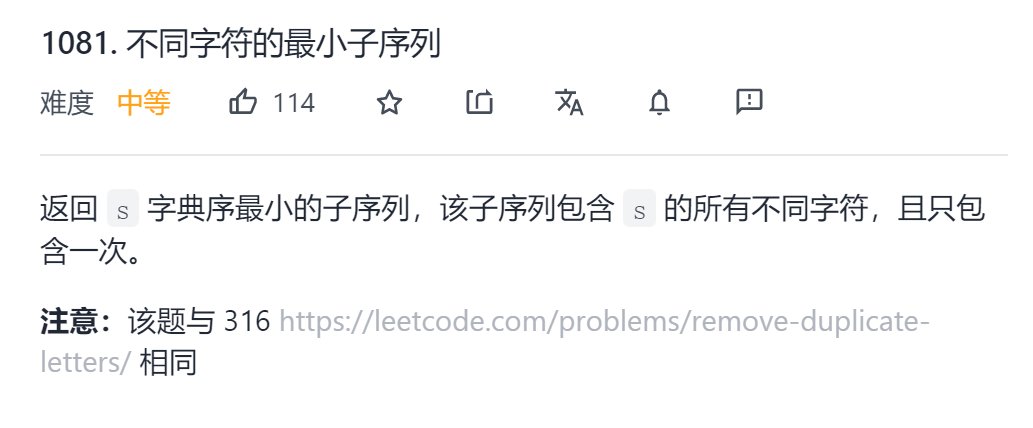 1081. 不同字符的最小子序列
难度 中等 114
返回 s 字典序最小的子序列，该子序列包含 s 的所有不同字符，且只包
含一次。
注意：该题与 316 https://leetcode.com/problems/remove-duplicate-
letters/ 相同